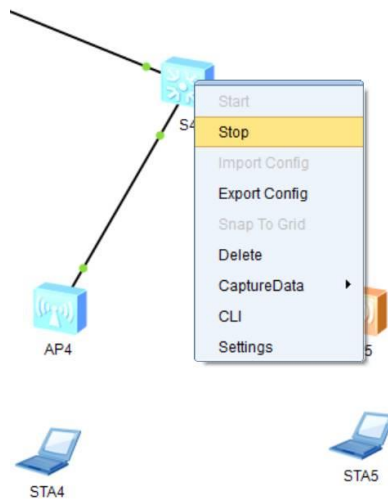 S4
Start
Stop
Import Config
Export Config
Snap To Grid
Delete
CaptureData
CLI
Settings
AP4
5
STA4
STA5